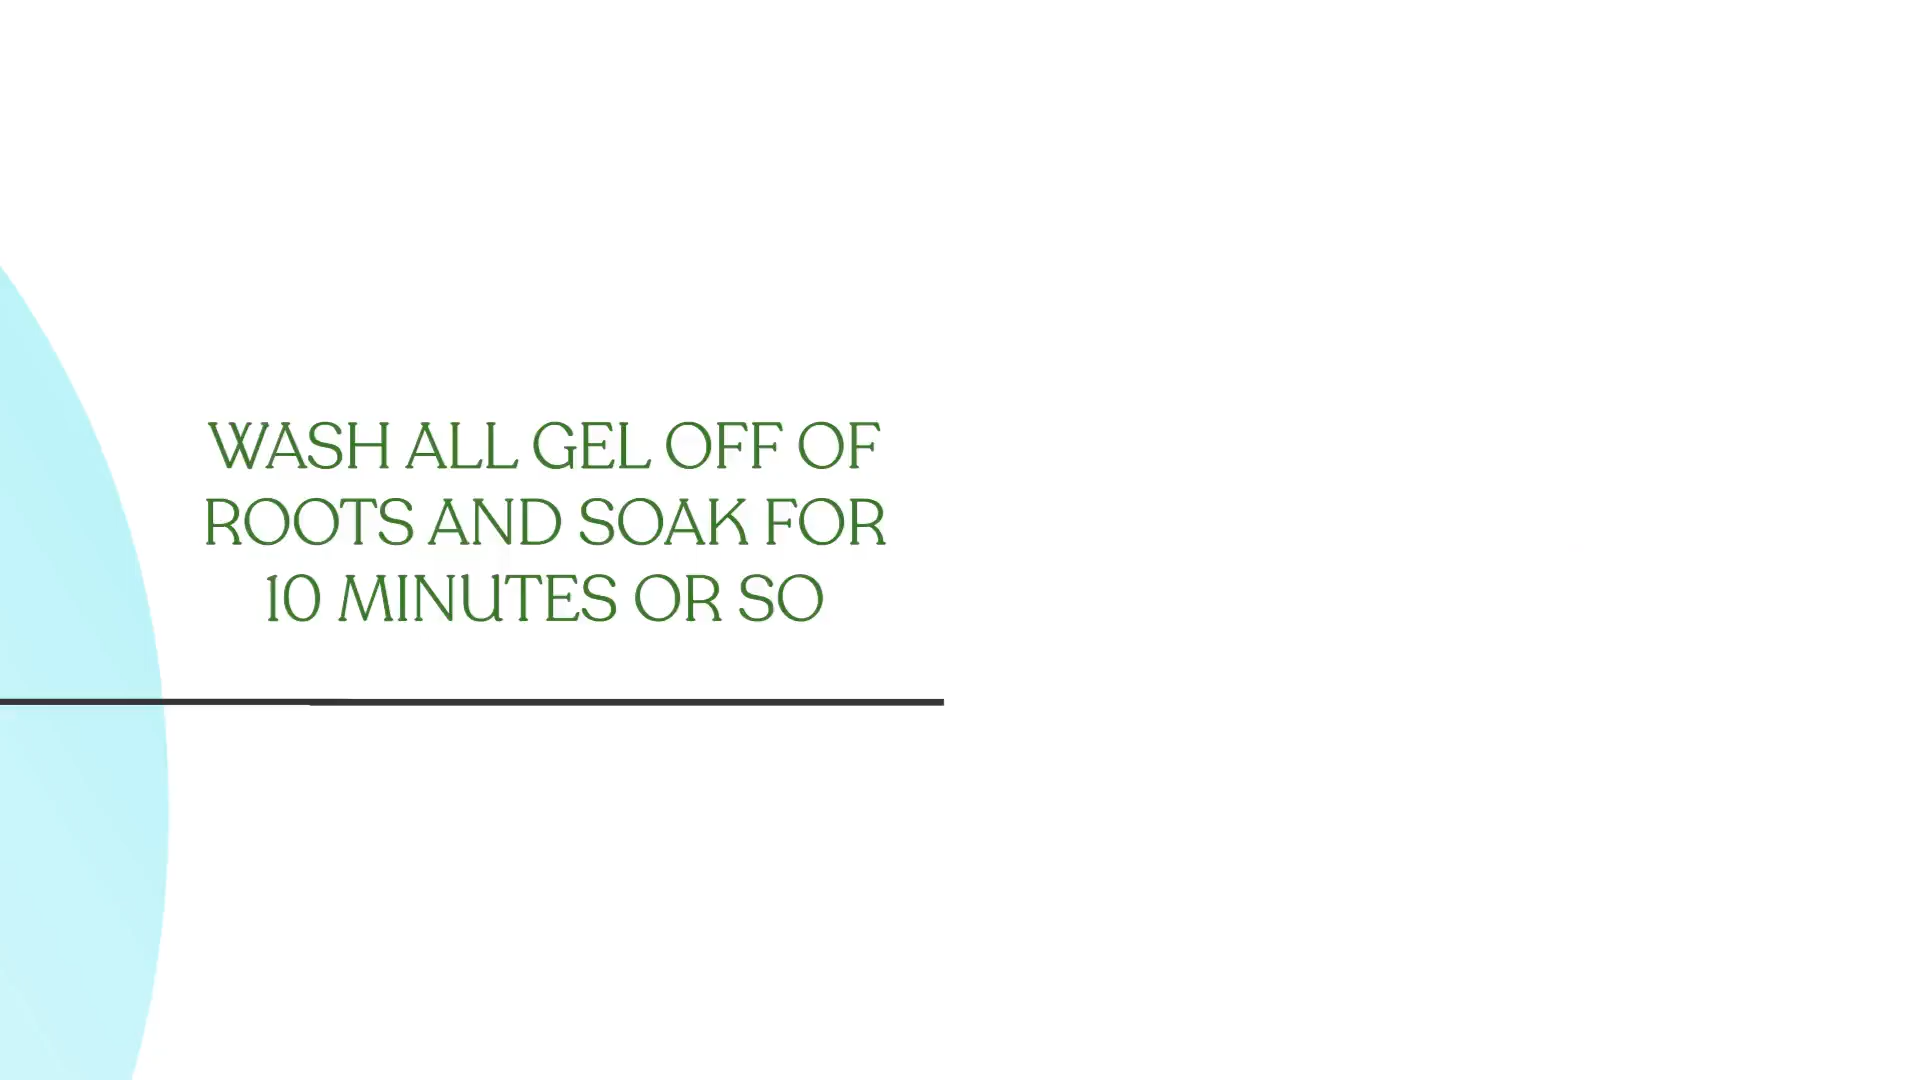 WASH ALL GEL OFF OF
ROOTS AND SOAK FOR
10 MINUTES OR SO